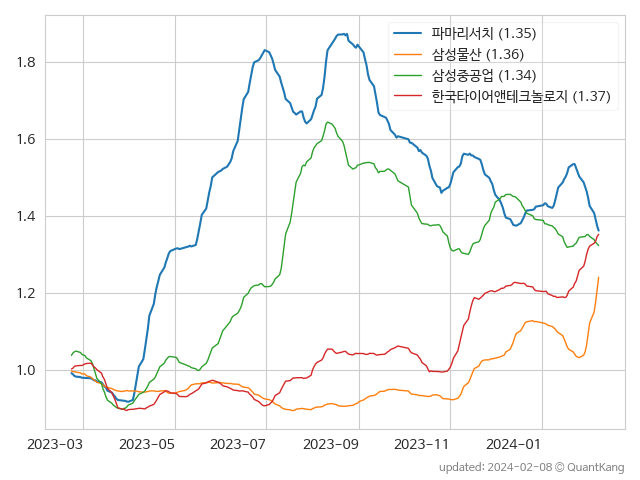 파마리서치 (1.35)
삼성물산 (1.36)
삼성중공업 (1.34)
한국타이어앤테크놀로지 (1.37)
1.8
1.6
1.4
1.2
1.0
2023-03 2023-05 2023-07 2023-09 2023-11 2024-01
updated: 2024-02-08 © QuantKang